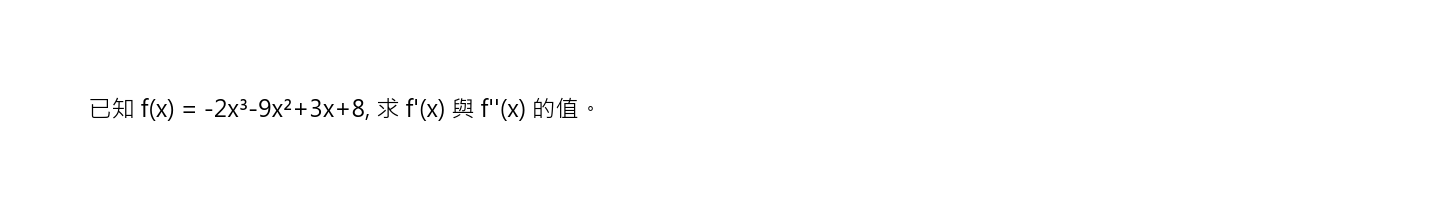 已知 f(x) = -2x³-9x²+3x+8, 求 f'(x) 與 f''(x) 的值。